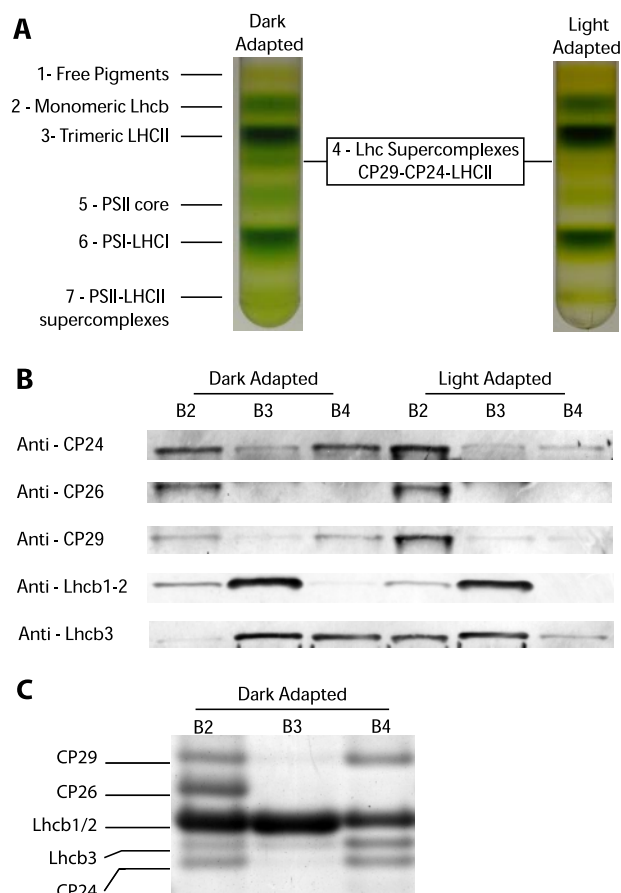 A
Dark
Adapted
Light
Adapted
1- Free Pigments
2 - Monomeric Lhcb
3- Trimeric LHCII
4 - Lhc Supercomplexes
CP29-CP24-LHCII
5 - PSII core
6 - PSI-LHCI
7 - PSII-LHCII
supercomplexes
B
Dark Adapted
Light Adapted
B2 B3 B4 B2 B3 B4
Anti - CP24
Anti - CP26
Anti - CP29
Anti - Lhcb1-2
Anti - Lhcb3
C
Dark Adapted
B2 B3 B4
CP29
CP26
Lhcb1/2
Lhcb3
CP24